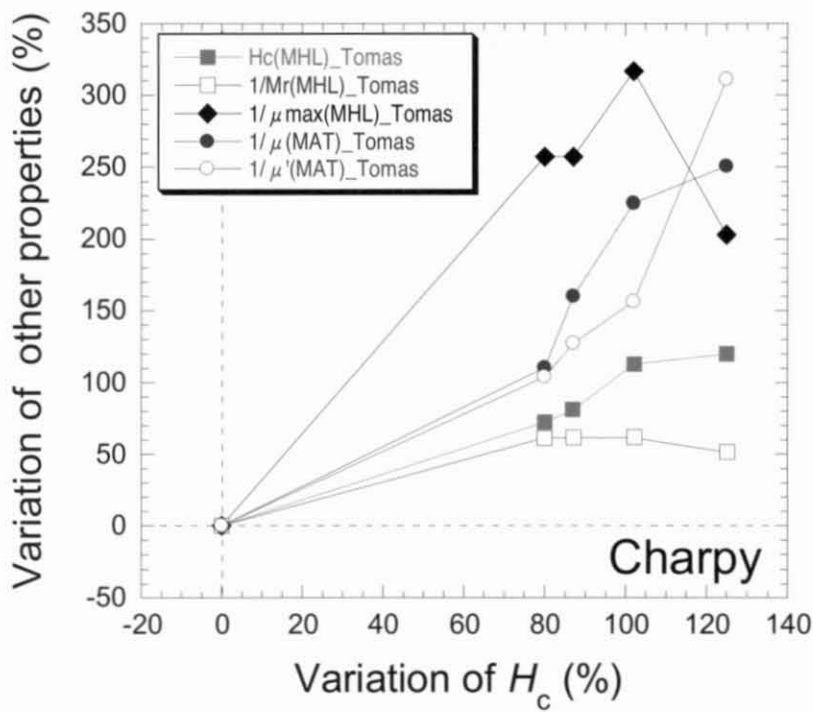 Variation of other properties (%)
350
300
250
200
150
100
50
0
-50
Hc(MHL)_Tomas
1/Mr(MHL)_Tomas
1/μmax(MHL)_Tomas
1/μ(MAT)_Tomas
1/μ'(MAT)_Tomas
Charpy
-20 0 20 40 60 80 100 120 140
Variation of Hc (%)